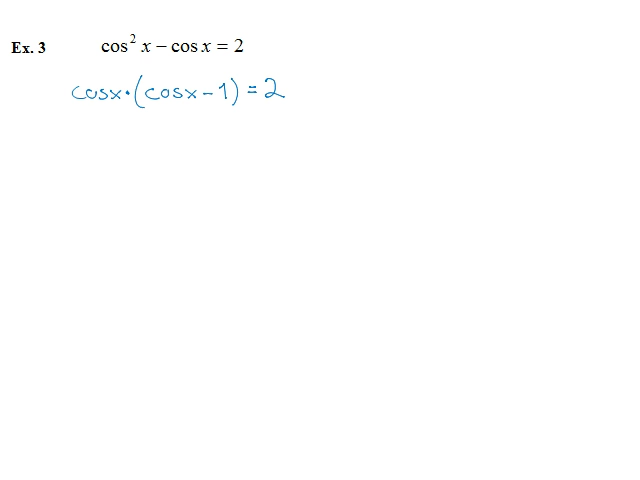 Ex. 3 cos² x − cos x = 2
cosx·(cosx−1)=2